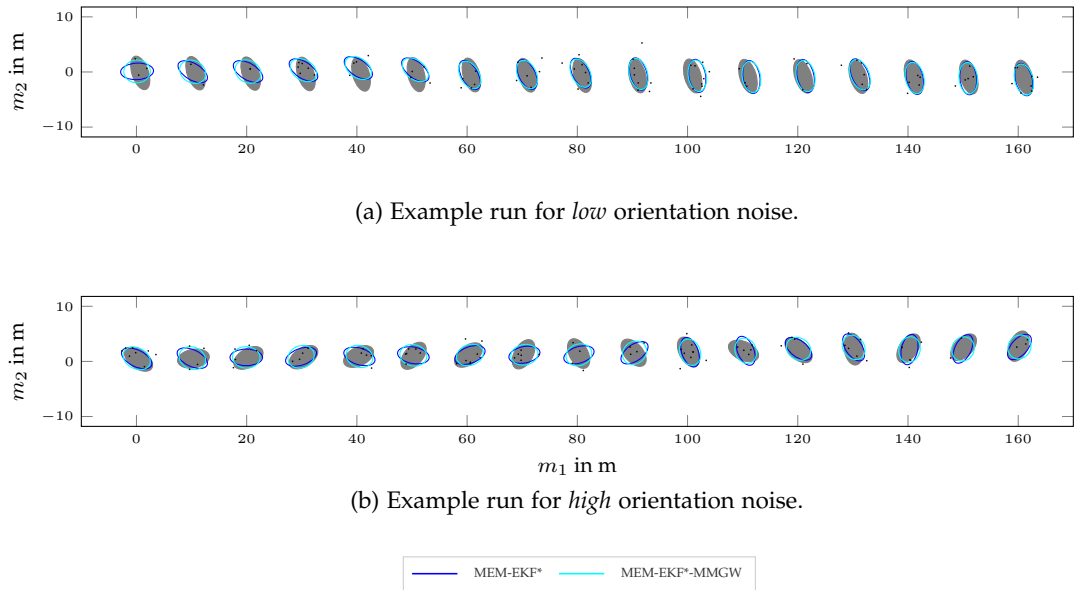 10
0
−10
m₂ in m
0 20 40 60 80 100 120 140 160
(a) Example run for low orientation noise.
10
0
−10
m₂ in m
0 20 40 60 80 100 120 140 160
m₁ in m
(b) Example run for high orientation noise.
MEM-EKF* MEM-EKF*-MMGW